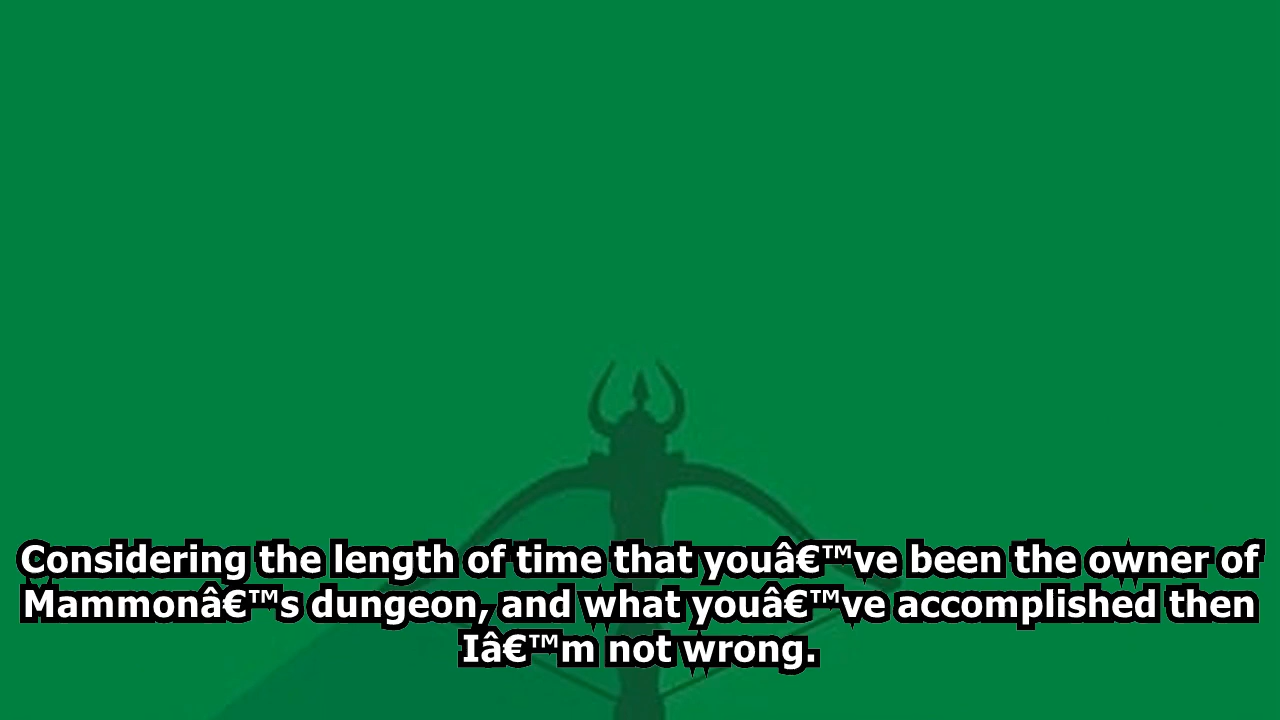 Considering the length of time that youâ€™ve been the owner of
Mammonâ€™s dungeon, and what youâ€™ve accomplished then
Iâ€™m not wrong.